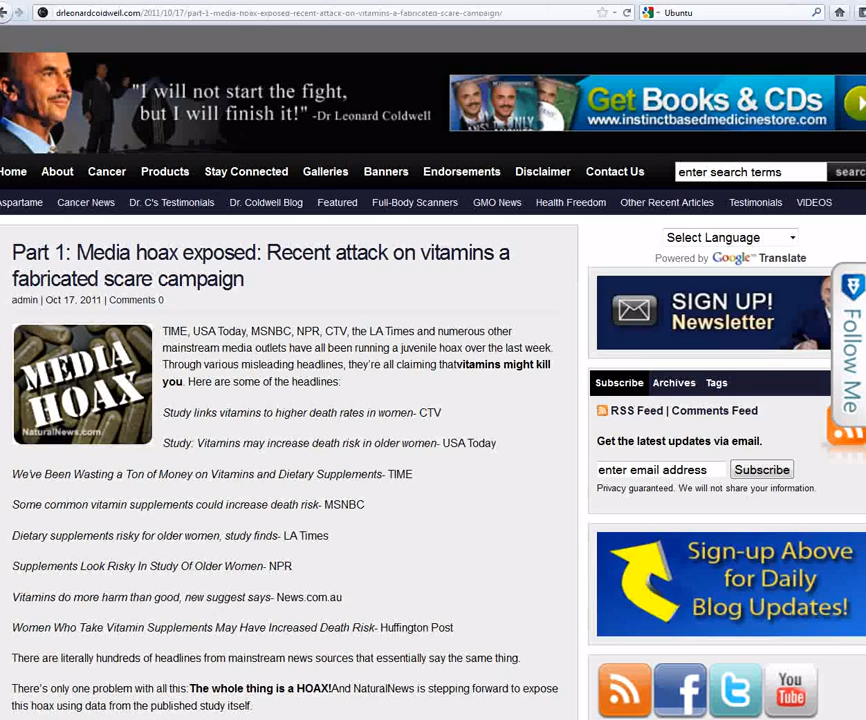 drleonardcoldwell.com/2011/10/17/part-1-media-hoax-exposed-recent-attack-on-vitamins-a-fabricated-scare-campaign/
Ubuntu
"I will not start the fight,
but I will finish it!" -Dr Leonard Coldwell
Get Books & CDs
www.instinctbasedmedicinestore.com
Home About Cancer Products Stay Connected Galleries Banners Endorsements Disclaimer Contact Us
enter search terms
searc
Aspartame Cancer News Dr. C's Testimonials Dr. Coldwell Blog Featured Full-Body Scanners GMO News Health Freedom Other Recent Articles Testimonials VIDEOS
Part 1: Media hoax exposed: Recent attack on vitamins a
fabricated scare campaign
admin | Oct 17, 2011 | Comments 0
MEDIA
HOAX
NaturalNews.com
TIME, USA Today, MSNBC, NPR, CTV, the LA Times and numerous other
mainstream media outlets have all been running a juvenile hoax over the last week.
Through various misleading headlines, they're all claiming thatvitamins might kill
you. Here are some of the headlines:
Study links vitamins to higher death rates in women- CTV
Study: Vitamins may increase death risk in older women- USA Today
We've Been Wasting a Ton of Money on Vitamins and Dietary Supplements- TIME
Some common vitamin supplements could increase death risk- MSNBC
Dietary supplements risky for older women, study finds- LA Times
Supplements Look Risky In Study Of Older Women- NPR
Vitamins do more harm than good, new suggest says- News.com.au
Women Who Take Vitamin Supplements May Have Increased Death Risk- Huffington Post
There are literally hundreds of headlines from mainstream news sources that essentially say the same thing.
There's only one problem with all this:The whole thing is a HOAX!And NaturalNews is stepping forward to expose
this hoax using data from the published study itself.
Select Language
Powered by Google™ Translate
SIGN UP!
Newsletter
Follow Me
Subscribe Archives Tags
RSS Feed | Comments Feed
Get the latest updates via email.
enter email address
Subscribe
Privacy guaranteed. We will not share your information.
Sign-up Above
for Daily
Blog Updates!
You
Tube